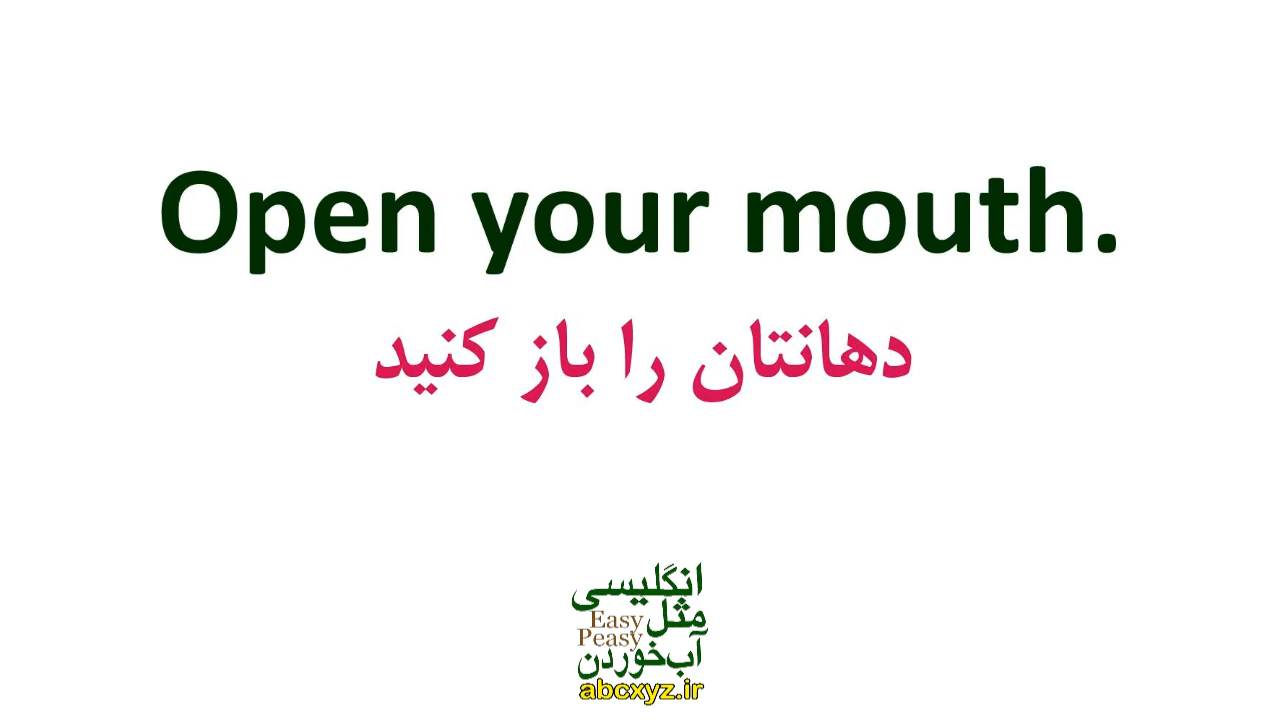 Open your mouth.
دهانتان را باز کنید
انگلیسی
مثل
Easy
Peasy
آب‌خوردن
abcxyz.ir